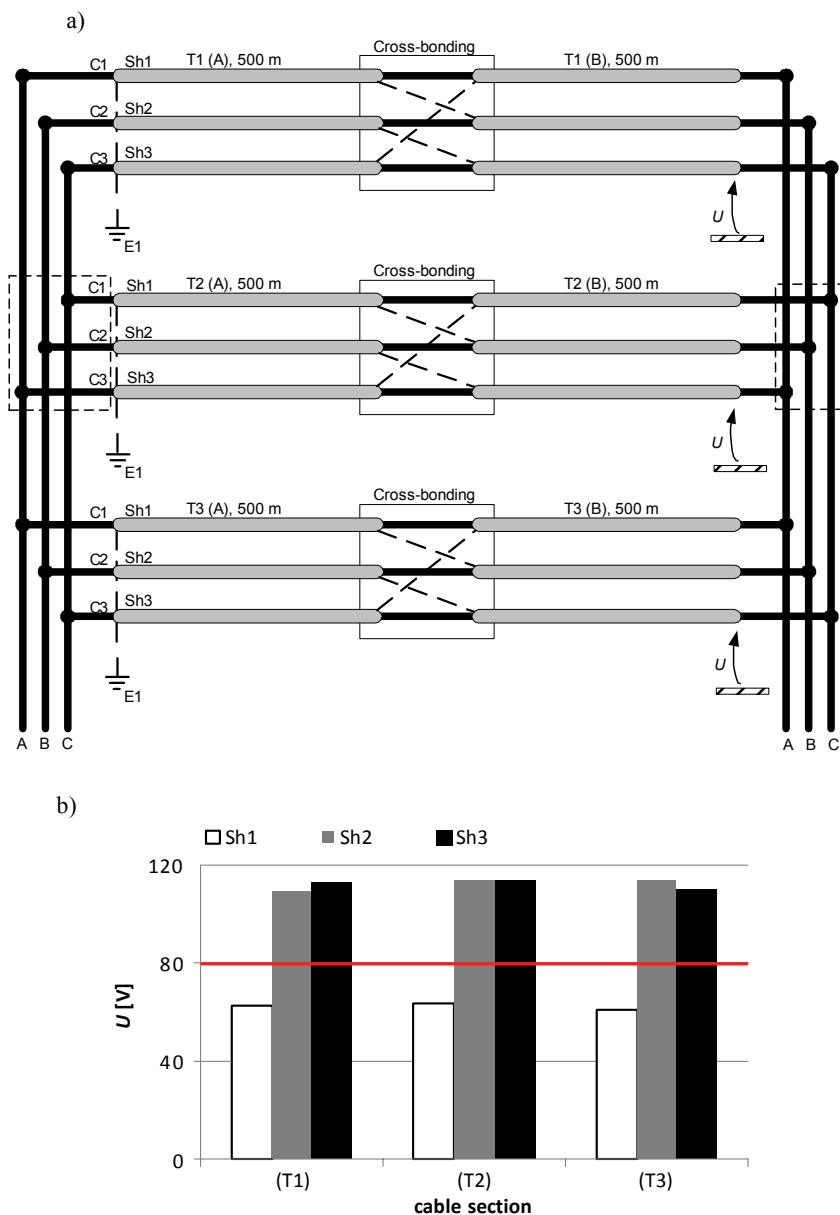 a)
Cross-bonding
C1 Sh1 T1 (A), 500 m T1 (B), 500 m
C2 Sh2
C3 Sh3
U
E1
Cross-bonding
C1 Sh1 T2 (A), 500 m T2 (B), 500 m
C2 Sh2
C3 Sh3
U
E1
Cross-bonding
C1 Sh1 T3 (A), 500 m T3 (B), 500 m
C2 Sh2
C3 Sh3
U
E1
A B C A B C
b)
Sh1 Sh2 Sh3
120
80
40
0
U [V]
(T1) (T2) (T3)
cable section